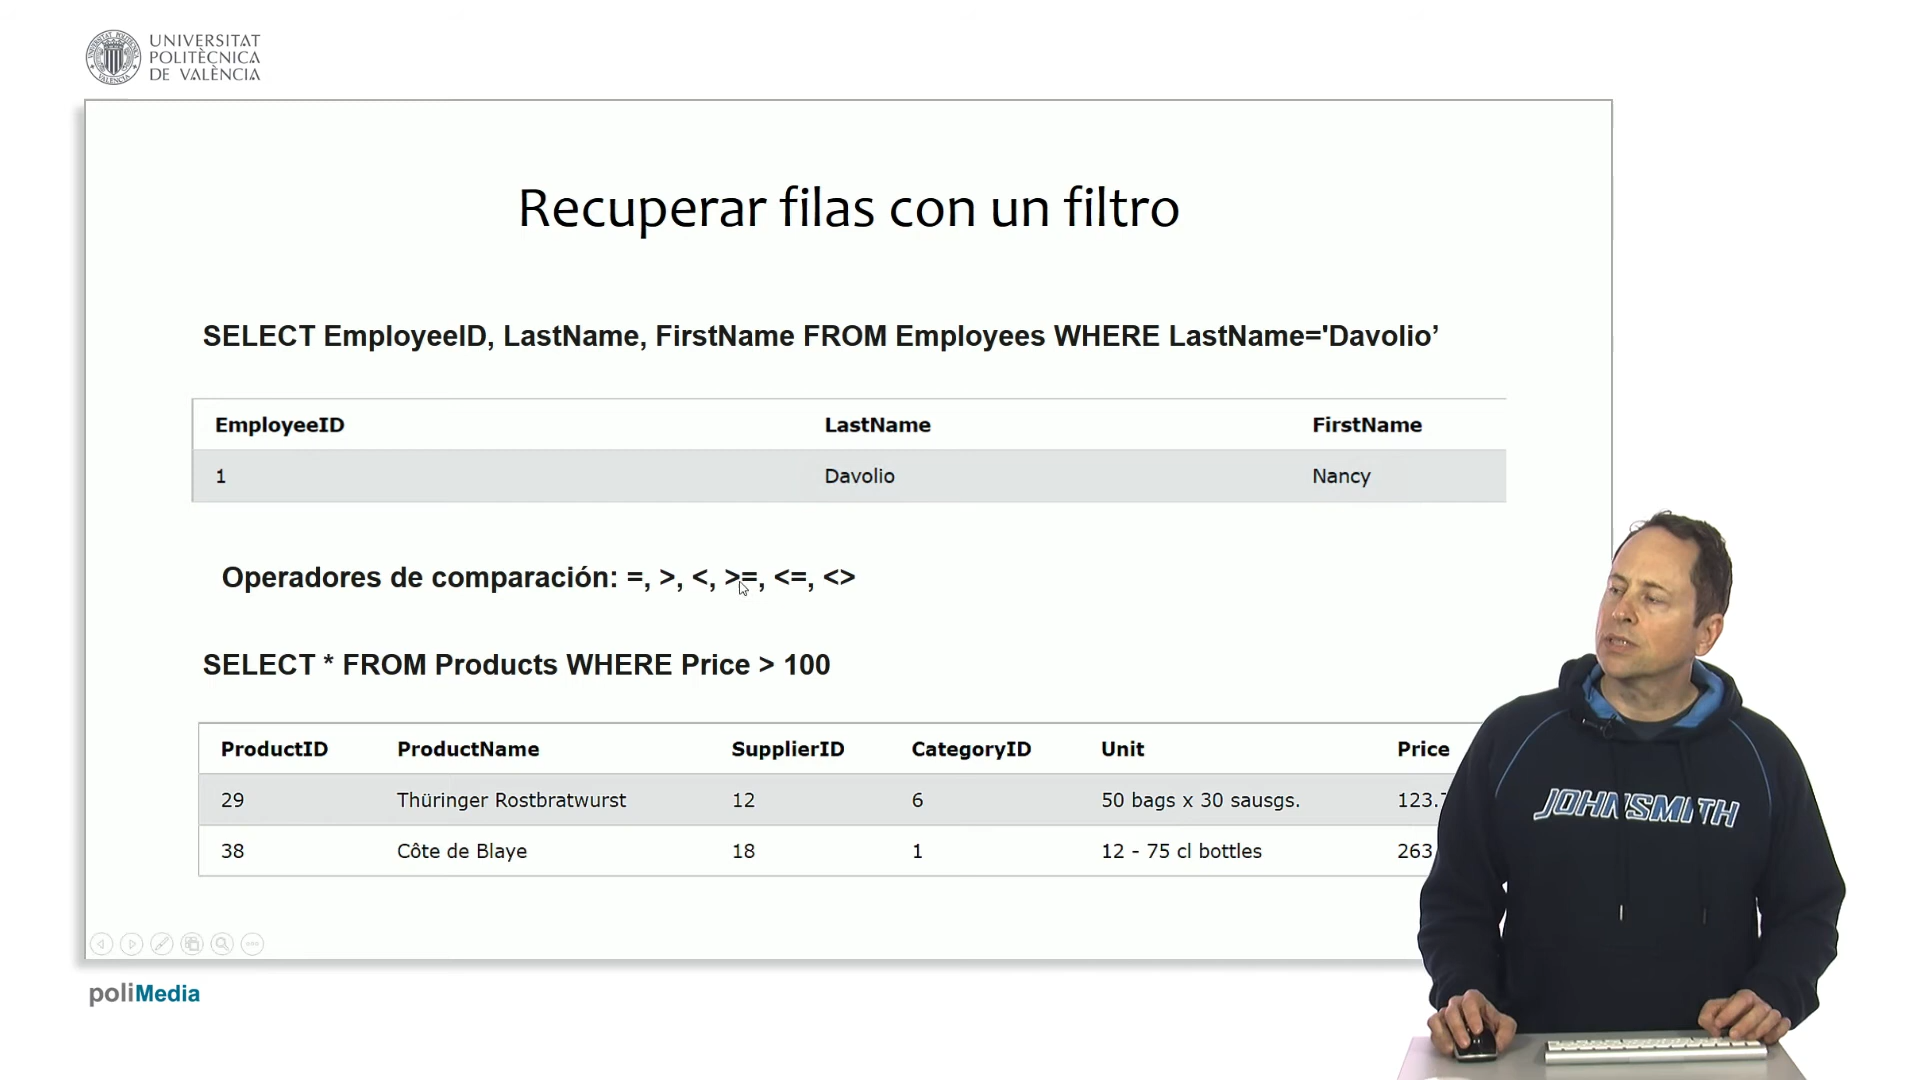 UNIVERSITAT
POLITÈCNICA
DE VALÈNCIA
Recuperar filas con un filtro
SELECT EmployeeID, LastName, FirstName FROM Employees WHERE LastName='Davolio’
EmployeeID LastName FirstName
1 Davolio Nancy
Operadores de comparación: =, >, <, >=, <=, <>
SELECT * FROM Products WHERE Price > 100
ProductID ProductName SupplierID CategoryID Unit Price
29 Thüringer Rostbratwurst 12 6 50 bags x 30 sausgs. 123.
38 Côte de Blaye 18 1 12 - 75 cl bottles 263
JOHNSMITH
poliMedia